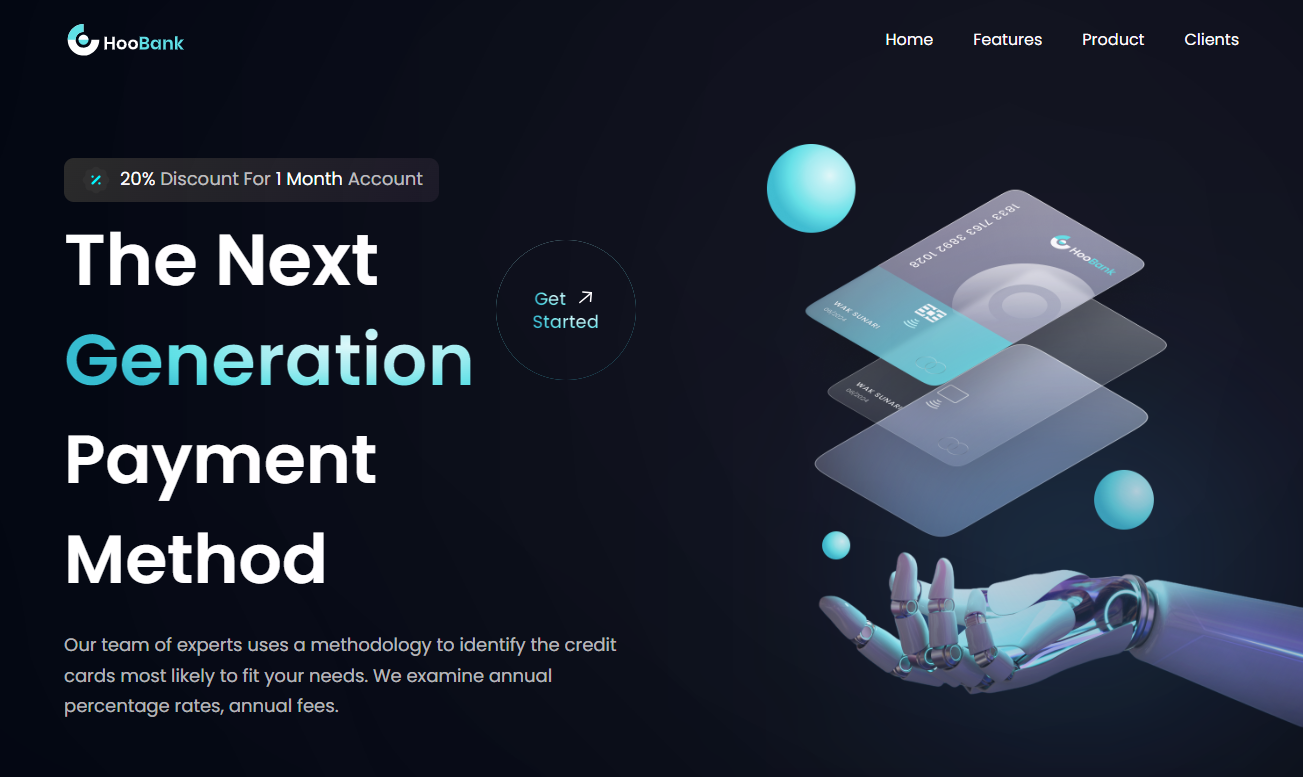 HooBank
Home Features Product Clients
20% Discount For 1 Month Account
The Next
Generation
Payment
Method
Get
Started
Our team of experts uses a methodology to identify the credit
cards most likely to fit your needs. We examine annual
percentage rates, annual fees.
1833 7163 3892 1028
HooBank
WAK SUNARI
06/2024
WAK SUNARI
06/2024